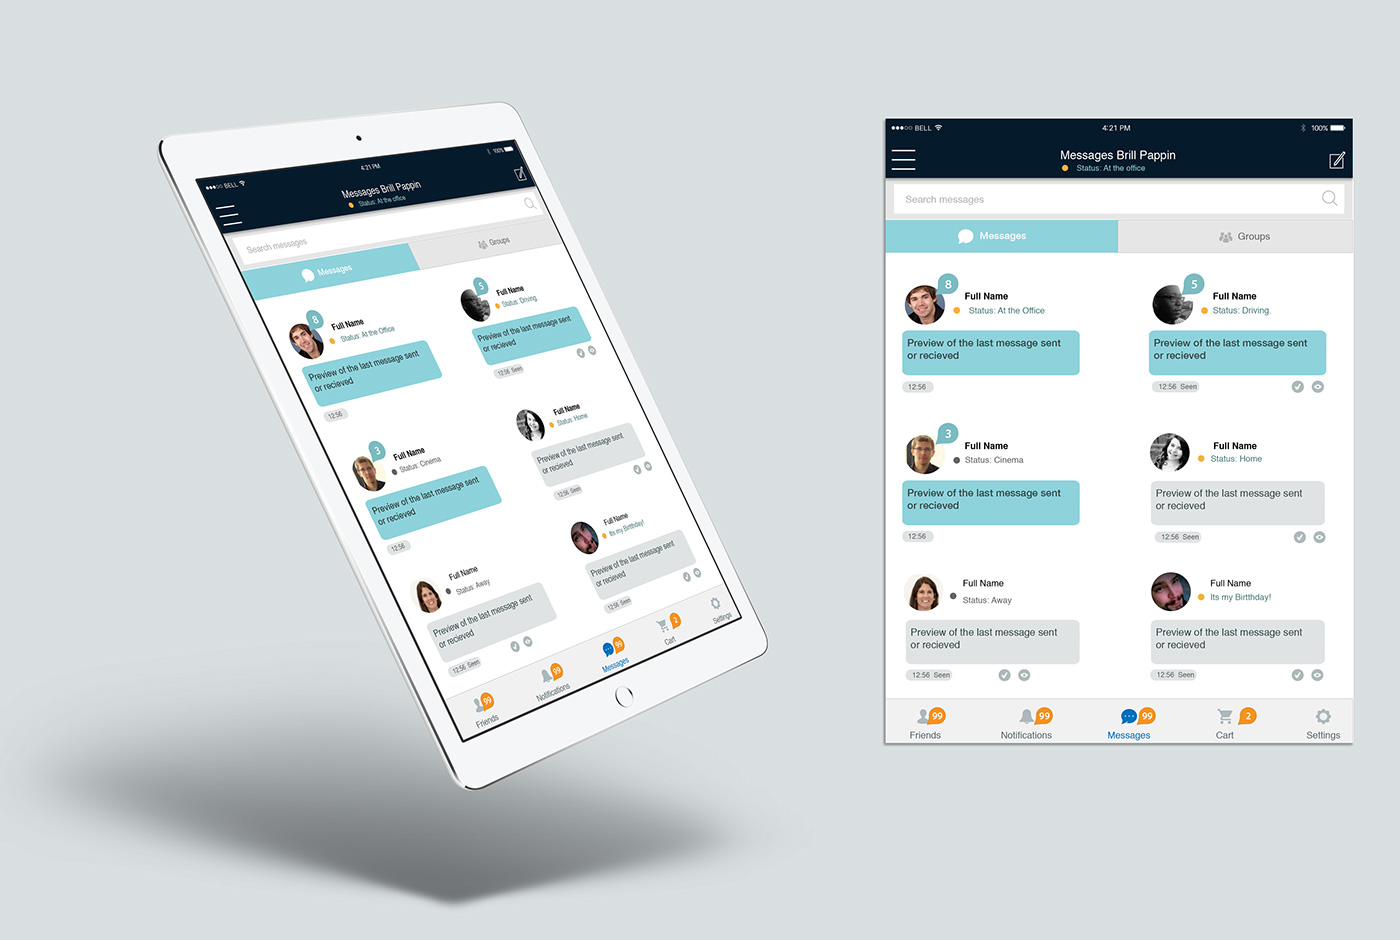 BELL
4:21 PM
100%
Messages Brill Pappin
Status: At the office
Search messages
Messages
Groups
8
Full Name
Status: At the Office
Preview of the last message sent
or recieved
12:56
5
Full Name
Status: Driving.
Preview of the last message sent
or recieved
12:56 Seen
3
Full Name
Status: Cinema
Preview of the last message sent
or recieved
12:56
Full Name
Status: Home
Preview of the last message sent
or recieved
12:56 Seen
Full Name
Status: Away
Preview of the last message sent
or recieved
12:56 Seen
Full Name
Its my Birtthday!
Preview of the last message sent
or recieved
12:56 Seen
99
Friends
99
Notifications
99
Messages
2
Cart
Settings
BELL
4:21 PM
100%
Messages Brill Pappin
Status: At the office
Search messages
Messages
Groups
8
Full Name
Status: At the Office
Preview of the last message sent
or recieved
12:56
5
Full Name
Status: Driving.
Preview of the last message sent
or recieved
12:56 Seen
3
Full Name
Status: Cinema
Preview of the last message sent
or recieved
12:56
Full Name
Status: Home
Preview of the last message sent
or recieved
12:56 Seen
Full Name
Status: Away
Preview of the last message sent
or recieved
12:56 Seen
Full Name
Its my Birtthday!
Preview of the last message sent
or recieved
12:56 Seen
99
Friends
99
Notifications
99
Messages
2
Cart
Settings